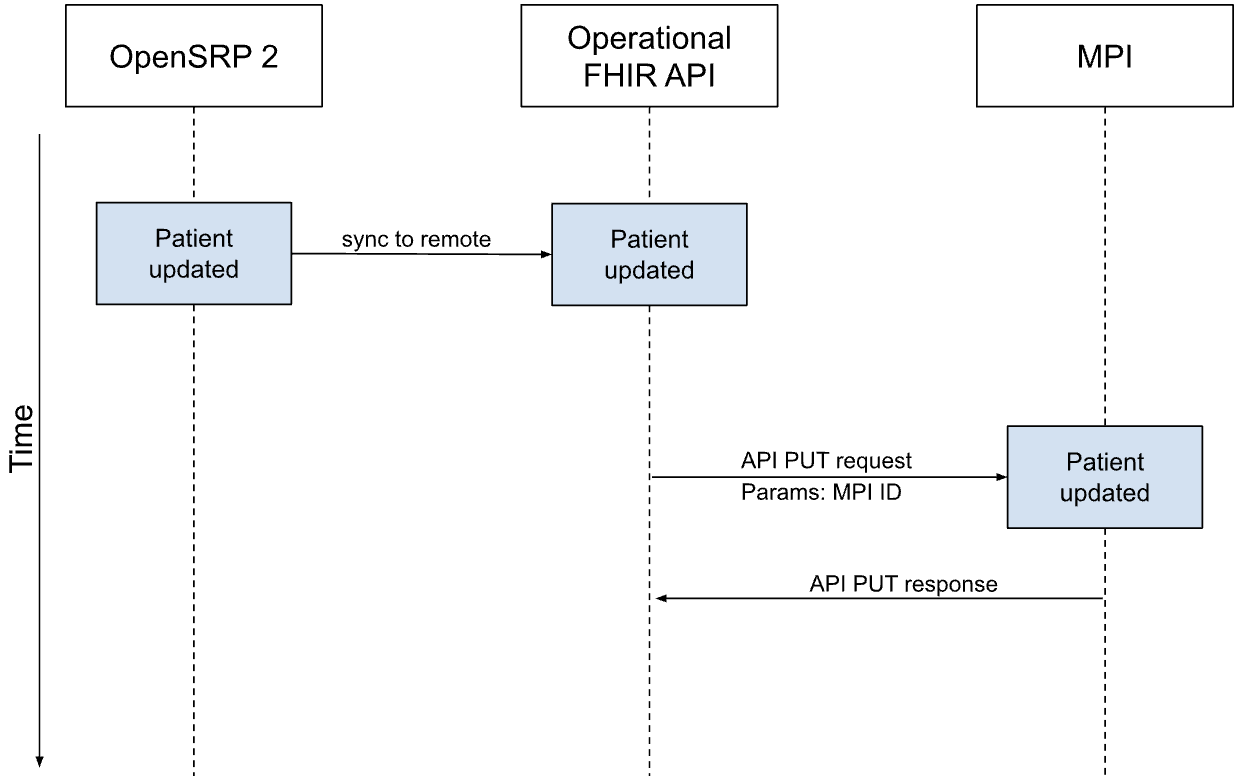 OpenSRP 2
Operational
FHIR API
MPI
Patient
updated
sync to remote
Patient
updated
Time
API PUT request
Params: MPI ID
Patient
updated
API PUT response